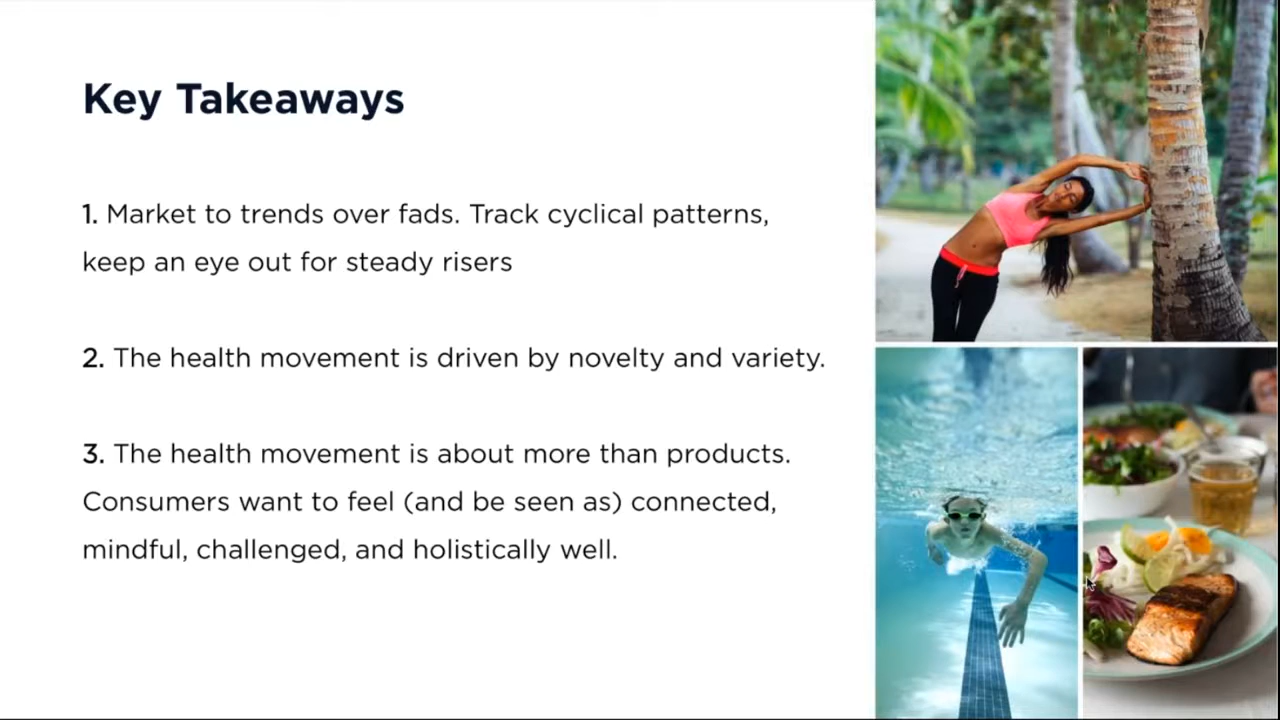 Key Takeaways
1. Market to trends over fads. Track cyclical patterns,
keep an eye out for steady risers
2. The health movement is driven by novelty and variety.
3. The health movement is about more than products.
Consumers want to feel (and be seen as) connected,
mindful, challenged, and holistically well.